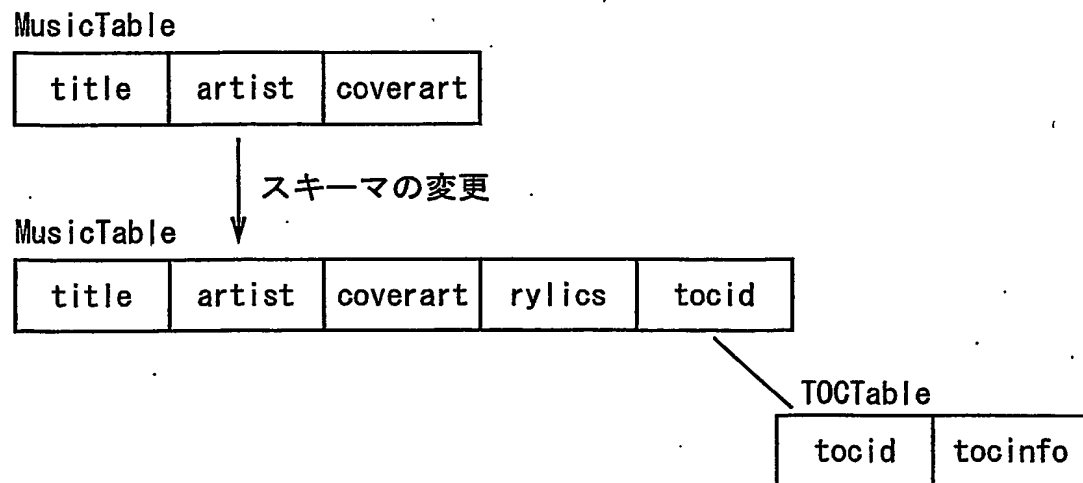 MusicTable
title artist coverart
スキーマの変更
MusicTable
title artist coverart rylics tocid
TOCTable
tocid tocinfo